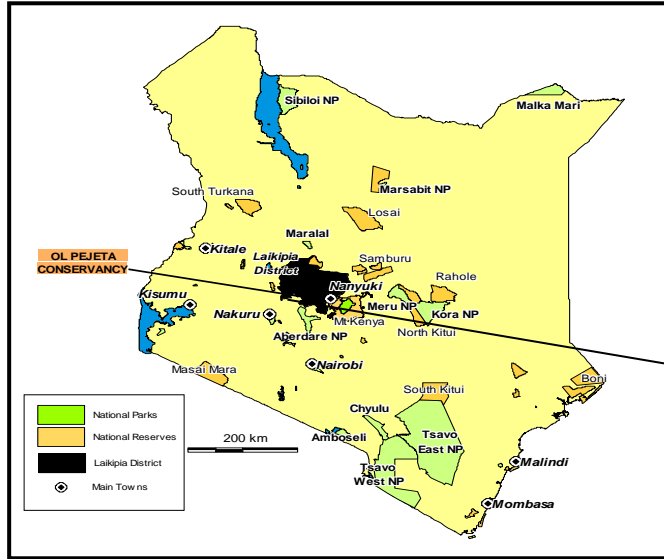 Sibiloi NP
Malka Mari
Marsabit NP
South Turkana
Losai
Maralal
Kitale
OL PEJETA
CONSERVANCY
Laikipia
District
Samburu
Rahole
Nanyuki
Kisumu
Meru NP
Nakuru
Kora NP
Mt Kenya
North Kitui
Aberdare NP
Nairobi
Masai Mara
Boni
South Kitui
National Parks
National Reserves
Laikipia District
Main Towns
200 km
Chyulu
Amboseli
Tsavo
East NP
Tsavo
West NP
Malindi
Mombasa